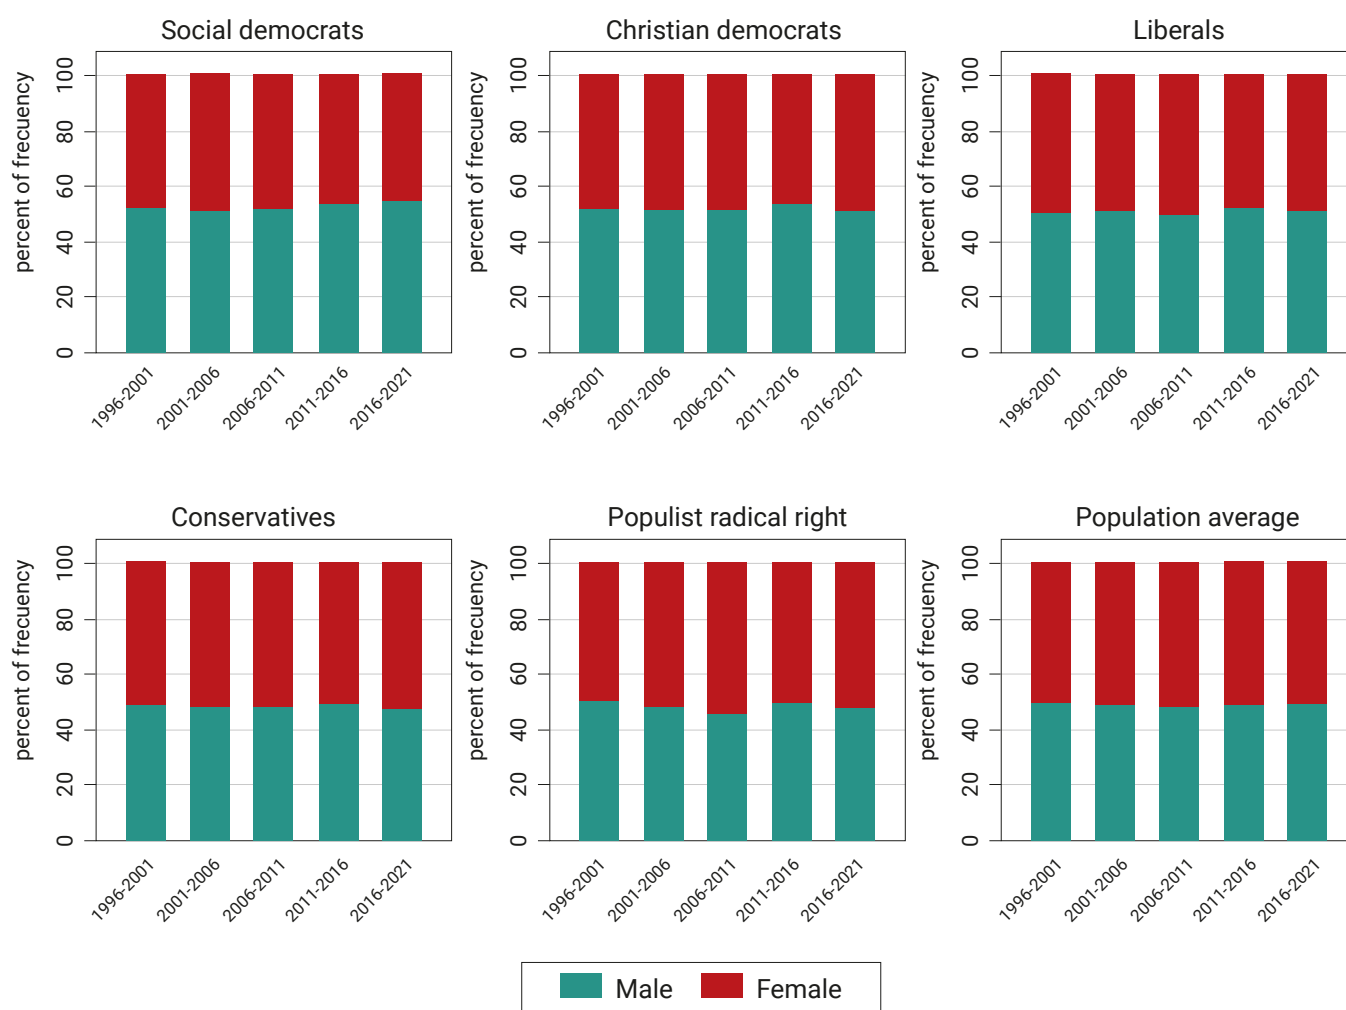 Social democrats
percent of frecuency
0 20 40 60 80 100
1996-2001 2001-2006 2006-2011 2011-2016 2016-2021
Christian democrats
percent of frecuency
0 20 40 60 80 100
1996-2001 2001-2006 2006-2011 2011-2016 2016-2021
Liberals
percent of frecuency
0 20 40 60 80 100
1996-2001 2001-2006 2006-2011 2011-2016 2016-2021
Conservatives
percent of frecuency
0 20 40 60 80 100
1996-2001 2001-2006 2006-2011 2011-2016 2016-2021
Populist radical right
percent of frecuency
0 20 40 60 80 100
1996-2001 2001-2006 2006-2011 2011-2016 2016-2021
Population average
percent of frecuency
0 20 40 60 80 100
1996-2001 2001-2006 2006-2011 2011-2016 2016-2021
Male Female